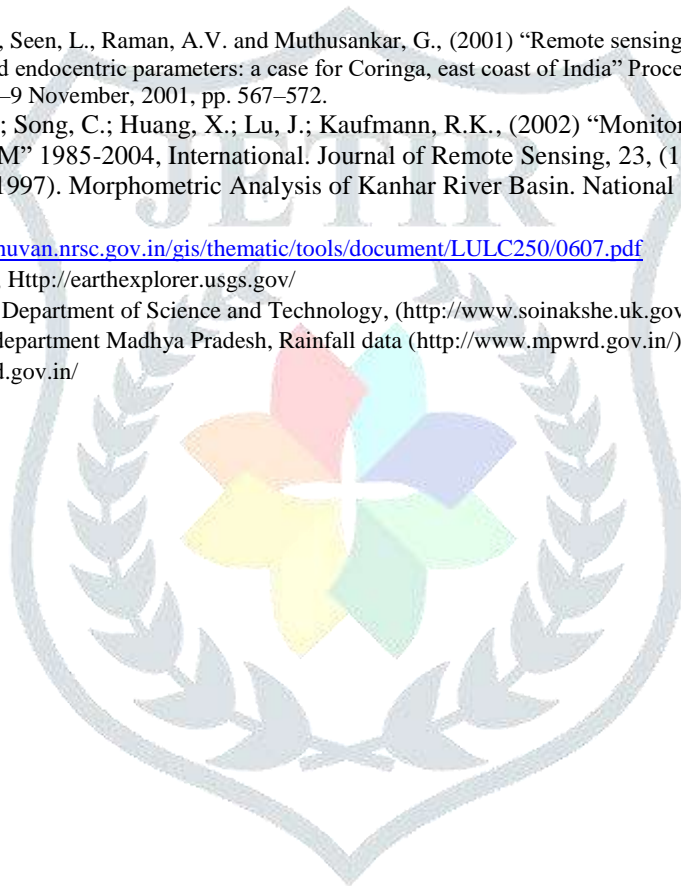 , Seen, L., Raman, A.V. and Muthusankar, G., (2001) “Remote sensing
d endocentric parameters: a case for Coringa, east coast of India” Proce
–9 November, 2001, pp. 567–572.
; Song, C.; Huang, X.; Lu, J.; Kaufmann, R.K., (2002) “Monitor
M” 1985-2004, International. Journal of Remote Sensing, 23, (1
1997). Morphometric Analysis of Kanhar River Basin. National
JETIR
huvan.nrsc.gov.in/gis/thematic/tools/document/LULC250/0607.pdf
Http://earthexplorer.usgs.gov/
Department of Science and Technology, (http://www.soinakshe.uk.gov
department Madhya Pradesh, Rainfall data (http://www.mpwrd.gov.in/)
d.gov.in/